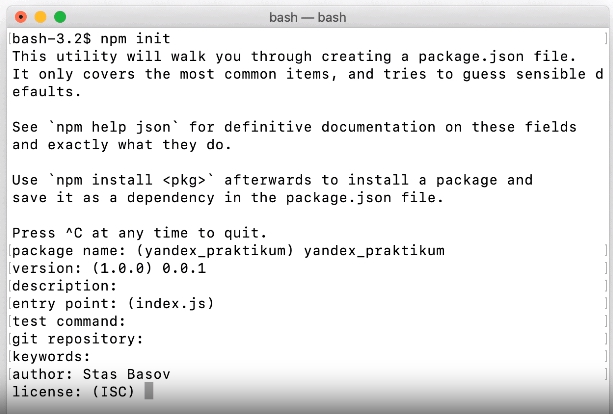 bash — bash
bash-3.2$ npm init
This utility will walk you through creating a package.json file.
It only covers the most common items, and tries to guess sensible d
efaults.
See `npm help json` for definitive documentation on these fields
and exactly what they do.
Use `npm install <pkg>` afterwards to install a package and
save it as a dependency in the package.json file.
Press ^C at any time to quit.
package name: (yandex_praktikum) yandex_praktikum
version: (1.0.0) 0.0.1
description:
entry point: (index.js)
test command:
git repository:
keywords:
author: Stas Basov
license: (ISC)